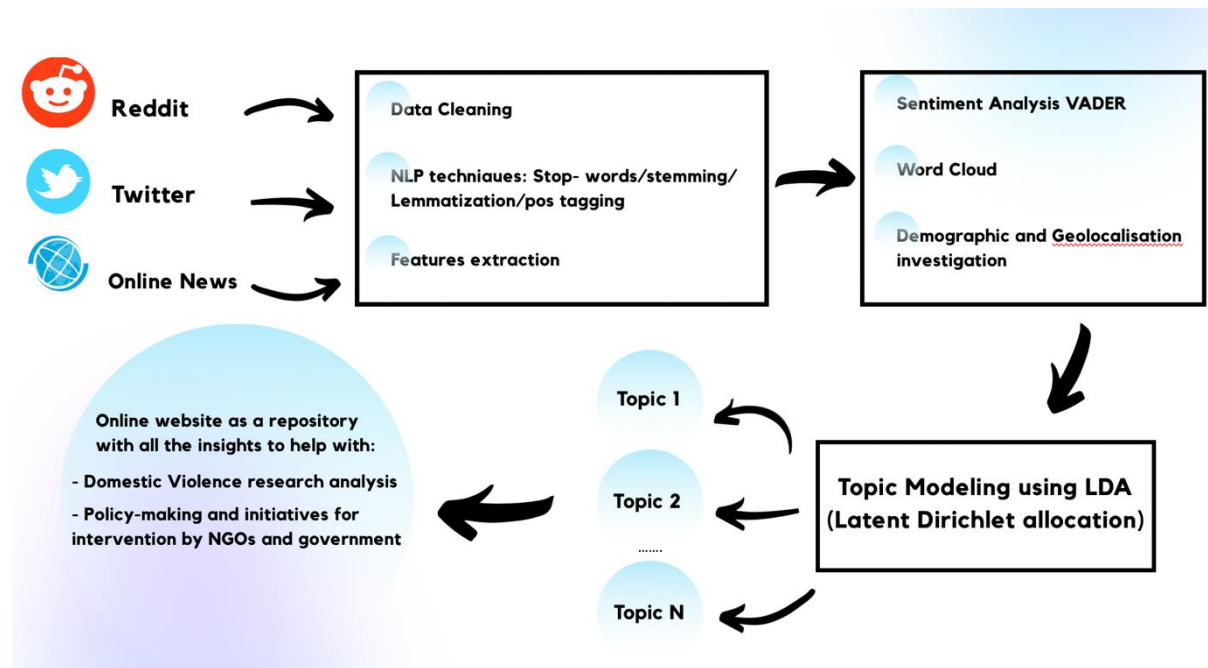 Reddit
Twitter
Online News
Data Cleaning
NLP techniaues: Stop- words/stemming/
Lemmatization/pos tagging
Features extraction
Sentiment Analysis VADER
Word Cloud
Demographic and Geolocalisation
investigation
Topic Modeling using LDA
(Latent Dirichlet allocation)
Topic 1
Topic 2
.......
Topic N
Online website as a repository
with all the insights to help with:
- Domestic Violence research analysis
- Policy-making and initiatives for
intervention by NGOs and government